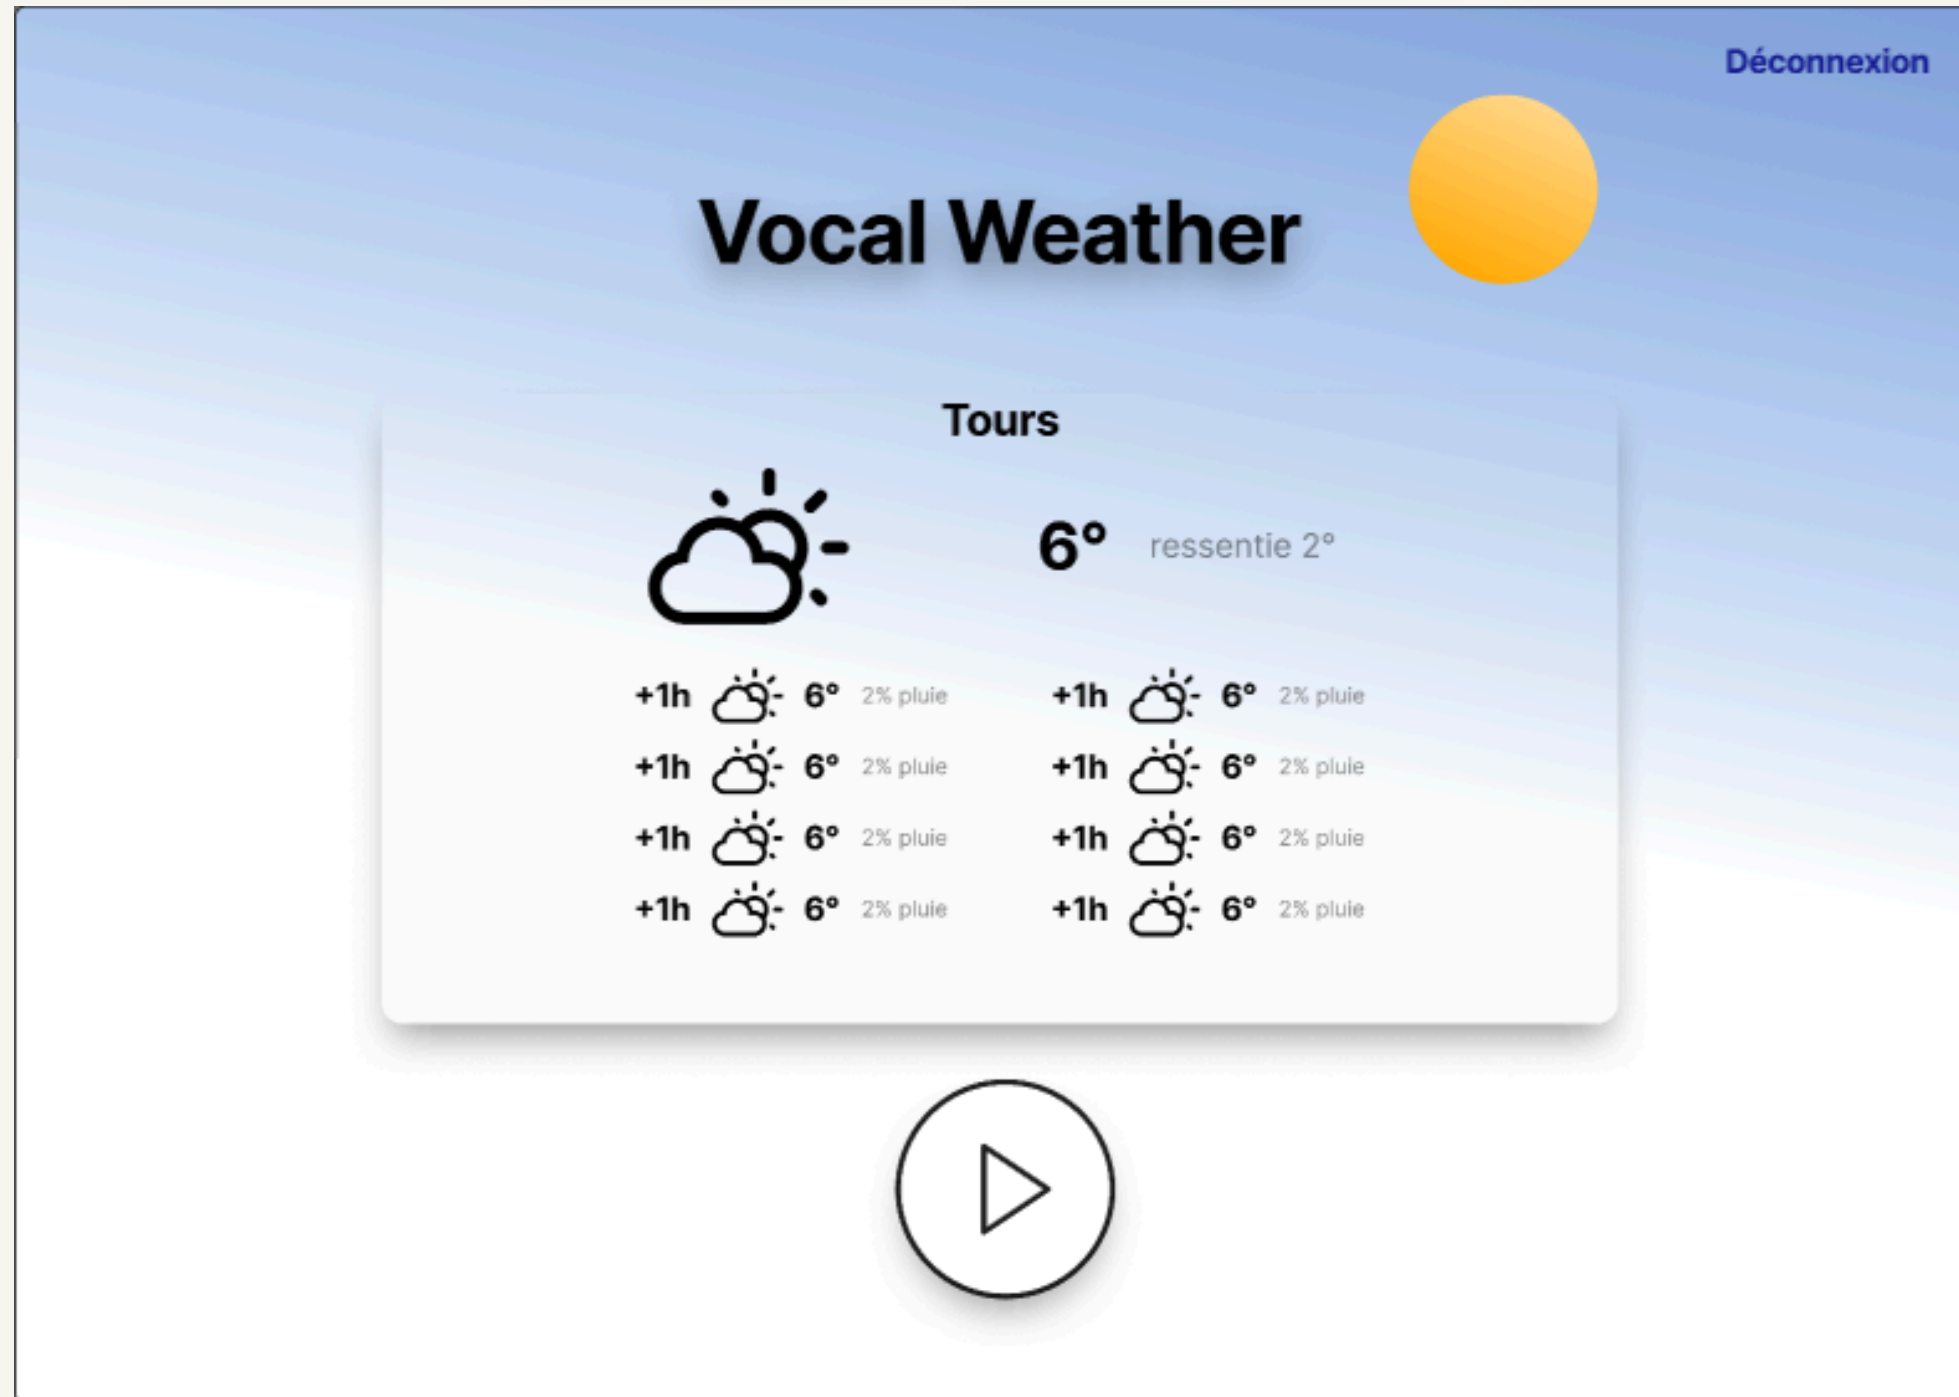 Déconnexion
Vocal Weather
Tours
6° ressentie 2°
+1h 6° 2% pluie +1h 6° 2% pluie
+1h 6° 2% pluie +1h 6° 2% pluie
+1h 6° 2% pluie +1h 6° 2% pluie
+1h 6° 2% pluie +1h 6° 2% pluie